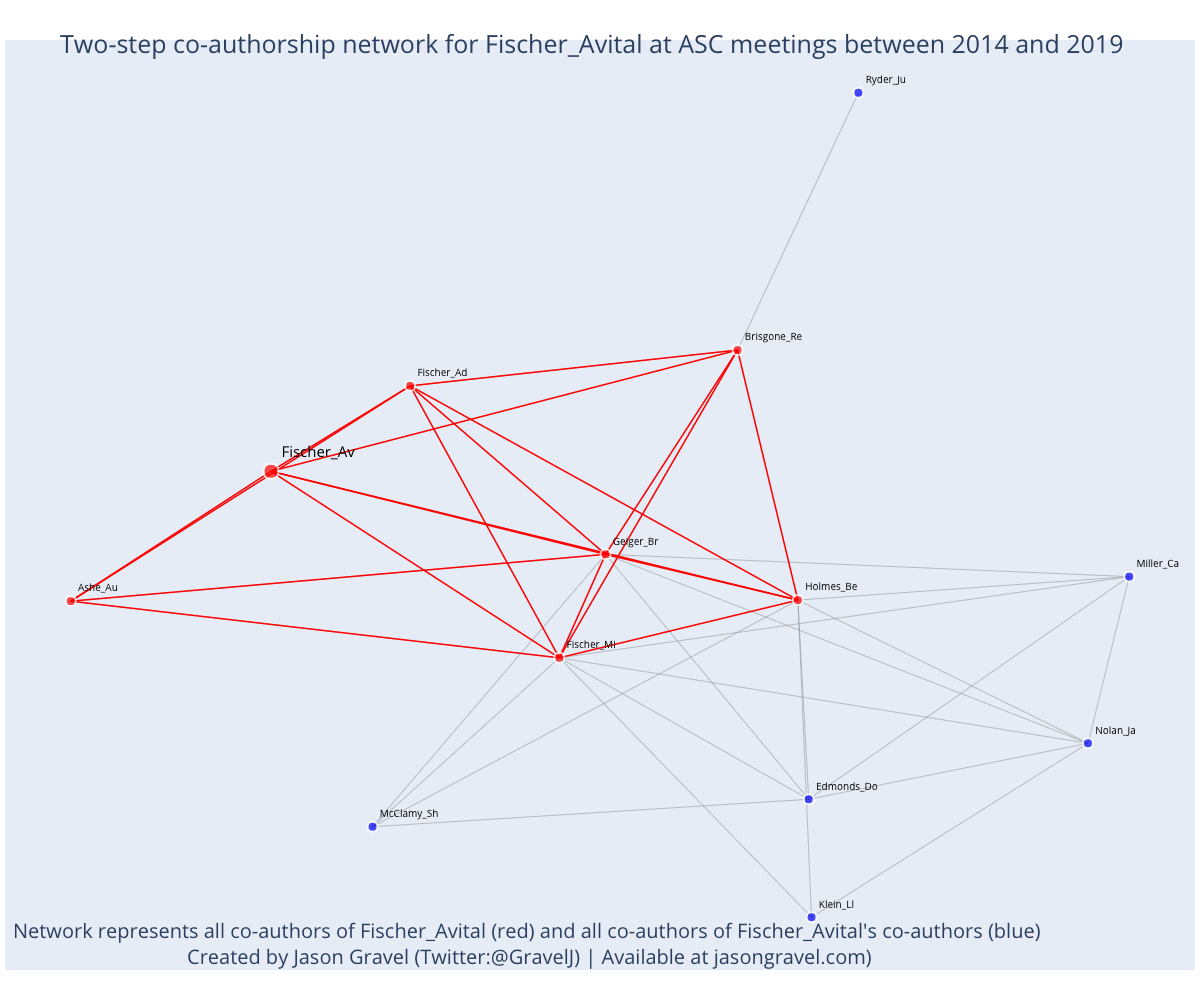 Two-step co-authorship network for Fischer_Avital at ASC meetings between 2014 and 2019
Ryder_Ju
Brisgone_Re
Fischer_Ad
Fischer_Av
Geiger_Br
Miller_Ca
Ashe_Au
Holmes_Be
Fischer_Mi
Nolan_Ja
Edmonds_Do
McClamy_Sh
Klein_Ll
Network represents all co-authors of Fischer_Avital (red) and all co-authors of Fischer_Avital's co-authors (blue)
Created by Jason Gravel (Twitter:@GravelJ) | Available at jasongravel.com)